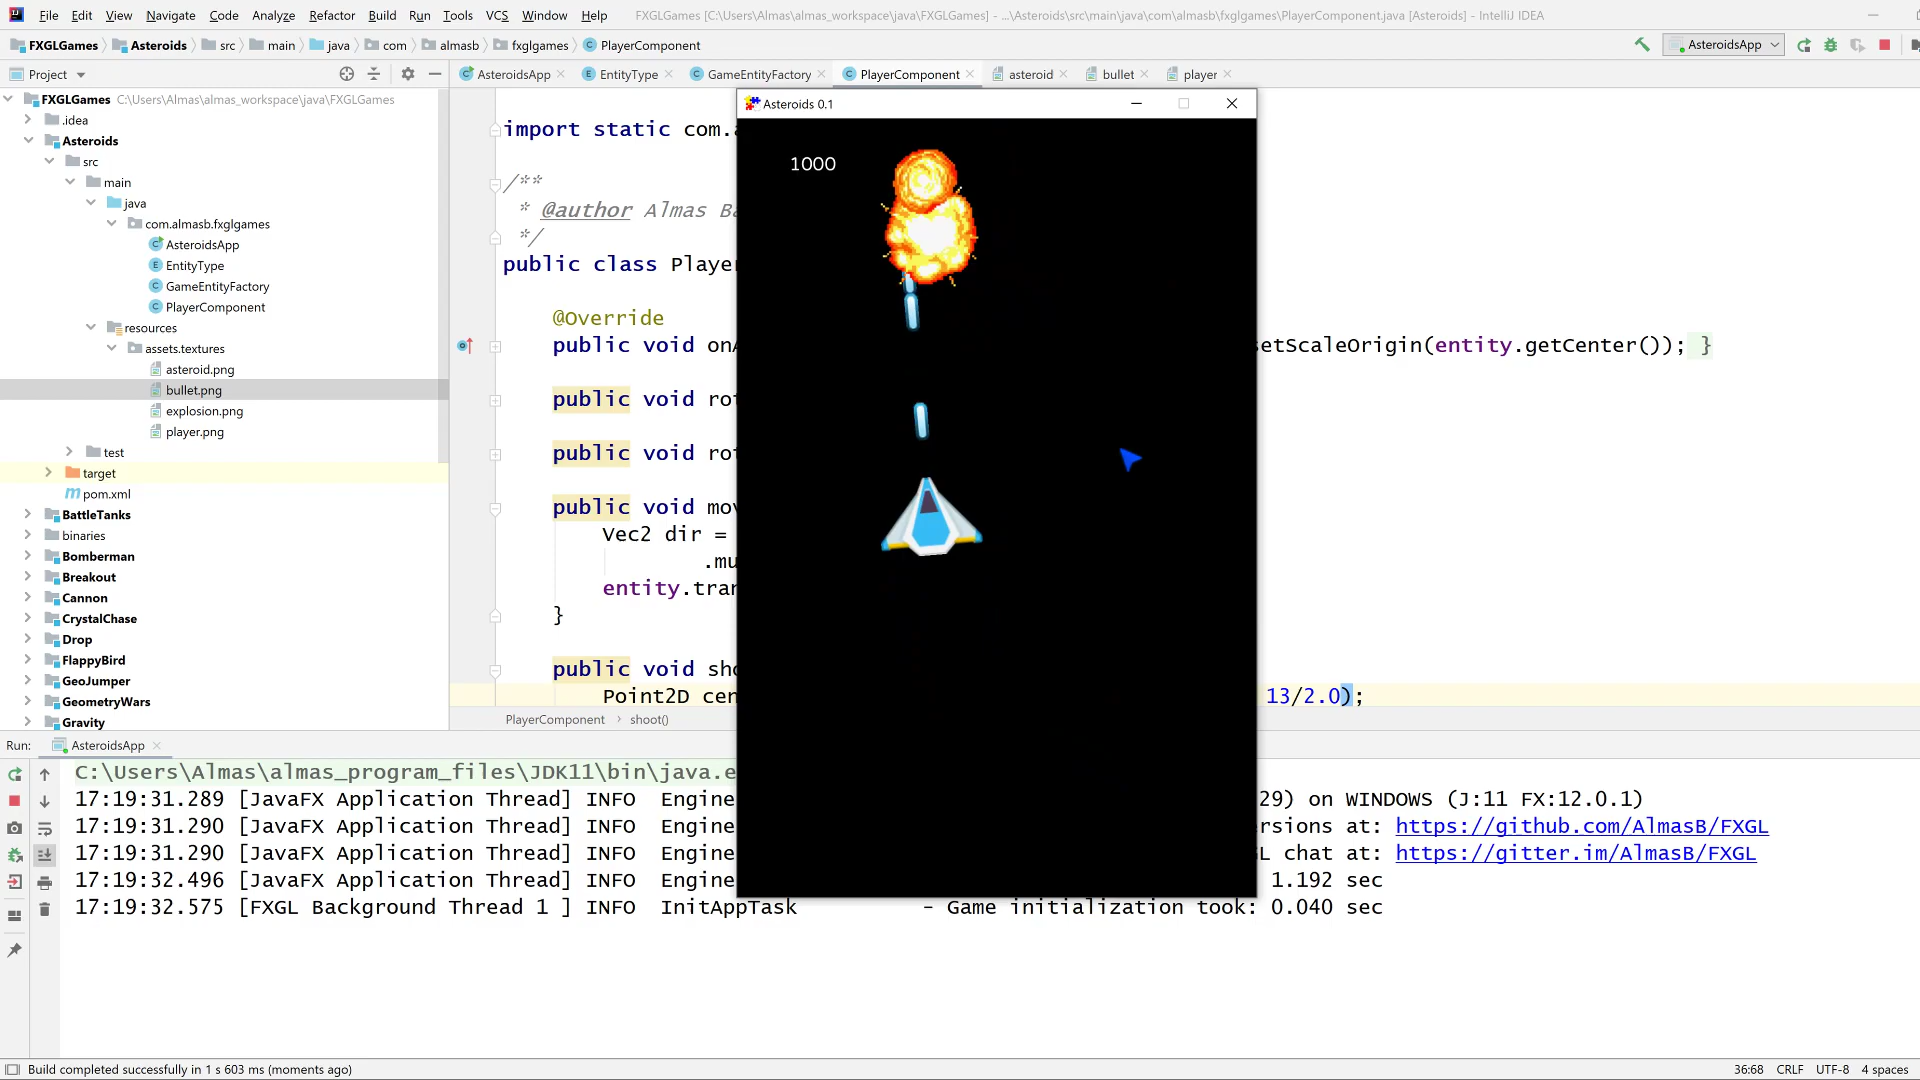 File Edit View Navigate Code Analyze Refactor Build Run Tools VCS Window Help FXGLGames [C:\Users\Almas\almas_workspace\java\FXGLGames] - ...\Asteroids\src\main\java\com\almasb\fxglgames\PlayerComponent.java [Asteroids] - IntelliJ IDEA
FXGLGames Asteroids src main java com almasb fxglgames PlayerComponent AsteroidsApp
Project AsteroidsApp EntityType GameEntityFactory PlayerComponent asteroid bullet player
FXGLGames C:\Users\Almas\almas_workspace\java\FXGLGames
.idea
Asteroids
src
main
java
com.almasb.fxglgames
AsteroidsApp
EntityType
GameEntityFactory
PlayerComponent
resources
assets.textures
asteroid.png
bullet.png
explosion.png
player.png
test
target
pom.xml
BattleTanks
binaries
Bomberman
Breakout
Cannon
CrystalChase
Drop
FlappyBird
GeoJumper
GeometryWars
Gravity
import static com.
/**
* @author Almas
*/
public class Player
@Override
public void on setScaleOrigin(entity.getCenter()); }
public void rot
public void rot
public void mov
Vec2 dir =
.mu
entity.tran
}
public void sho
Point2D cen 13/2.0);
PlayerComponent shoot()
Asteroids 0.1
1000
Run: AsteroidsApp
C:\Users\Almas\almas_program_files\JDK11\bin\java.e
17:19:31.289 [JavaFX Application Thread] INFO Engine 29) on WINDOWS (J:11 FX:12.0.1)
17:19:31.290 [JavaFX Application Thread] INFO Engine rsions at: https://github.com/AlmasB/FXGL
17:19:31.290 [JavaFX Application Thread] INFO Engine L chat at: https://gitter.im/AlmasB/FXGL
17:19:32.496 [JavaFX Application Thread] INFO Engine 1.192 sec
17:19:32.575 [FXGL Background Thread 1 ] INFO InitAppTask - Game initialization took: 0.040 sec
Build completed successfully in 1 s 603 ms (moments ago) 36:68 CRLF UTF-8 4 spaces